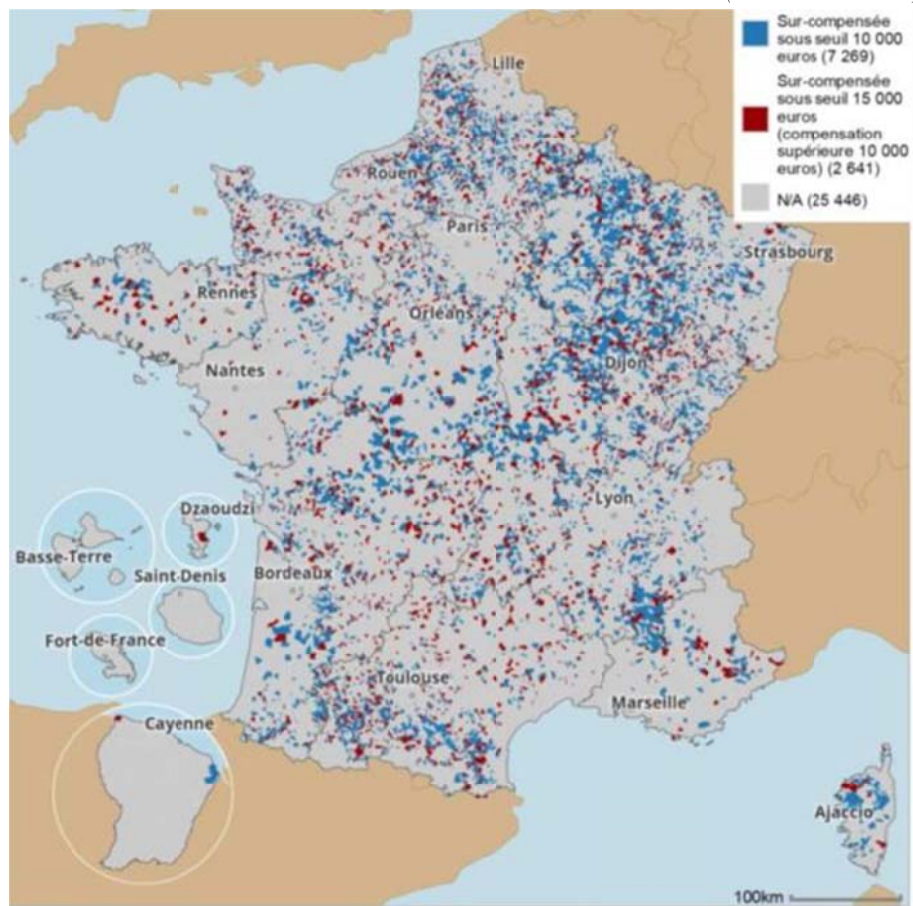 Sur-compensée
sous seuil 10 000
euros (7 269)
Sur-compensée
sous seuil 15 000
euros
(compensation
supérieure 10 000
euros) (2 641)
N/A (25 446)
Lille
Rouen
Paris
Strasbourg
Rennes
Orléans
Nantes
Dijon
Lyon
Dzaoudzi
Basse-Terre
Saint-Denis
Bordeaux
Fort-de-France
Toulouse
Marseille
Cayenne
Ajaccio
100km